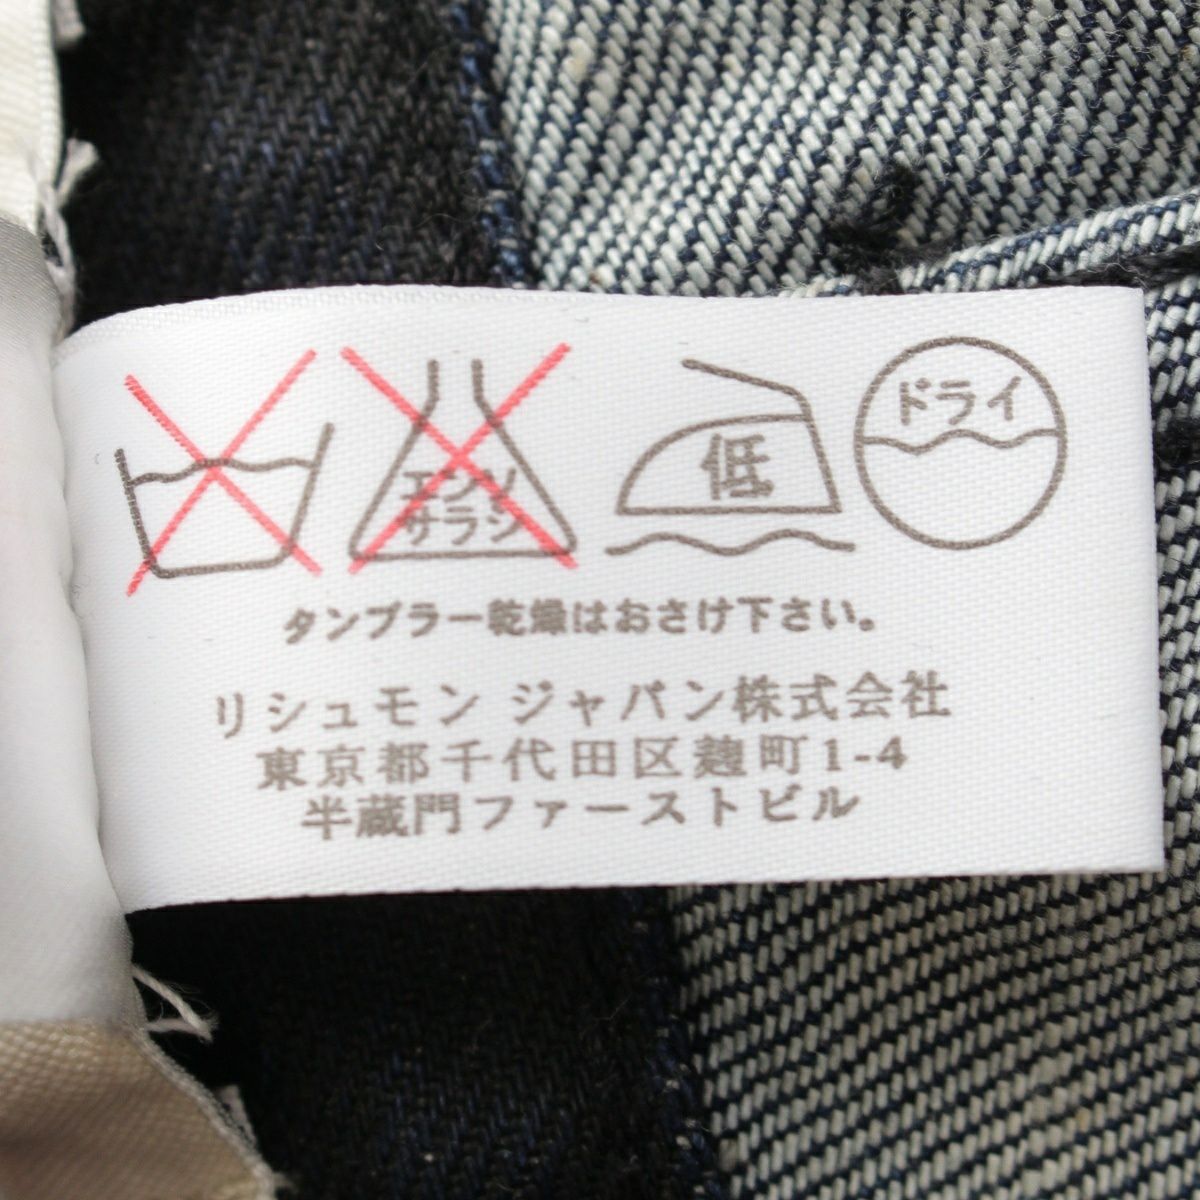 エンソ
サラシ
低
ドライ
タンブラー乾燥はおさけ下さい。
リシュモン ジャパン株式会社
東京都千代田区麹町1-4
半蔵門ファーストビル